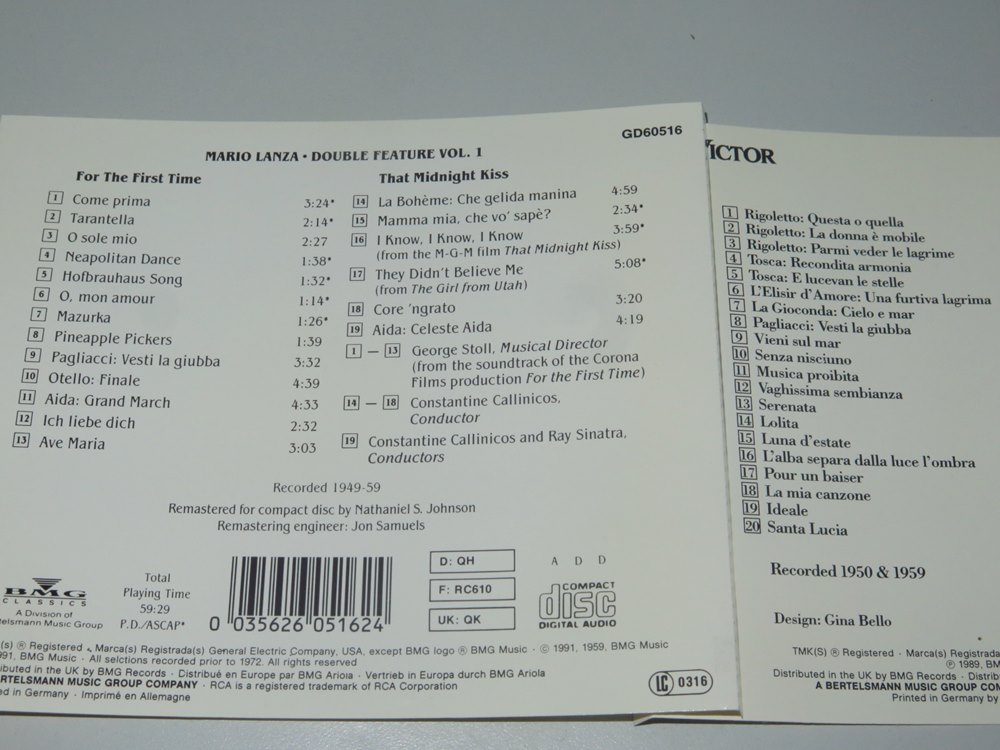 GD60516
MARIO LANZA • DOUBLE FEATURE VOL. 1
For The First Time
1 Come prima 3:24*
2 Tarantella 2:14*
3 O sole mio 2:27
4 Neapolitan Dance 1:38*
5 Hofbrauhaus Song 1:32*
6 O, mon amour 1:14*
7 Mazurka 1:26*
8 Pineapple Pickers 1:39
9 Pagliacci: Vesti la giubba 3:32
10 Otello: Finale 4:39
11 Aida: Grand March 4:33
12 Ich liebe dich 2:32
13 Ave Maria 3:03
That Midnight Kiss
14 La Bohème: Che gelida manina 4:59
15 Mamma mia, che vo' sapè? 2:34*
16 I Know, I Know, I Know 3:59*
(from the M-G-M film That Midnight Kiss)
17 They Didn't Believe Me 5:08*
(from The Girl from Utah)
18 Core 'ngrato 3:20
19 Aida: Celeste Aida 4:19
1 — 13 George Stoll, Musical Director
(from the soundtrack of the Corona
Films production For the First Time)
14 — 18 Constantine Callinicos,
Conductor
19 Constantine Callinicos and Ray Sinatra,
Conductors
Recorded 1949-59
Remastered for compact disc by Nathaniel S. Johnson
Remastering engineer: Jon Samuels
BMG
CLASSICS
A Division of
Music Group
Total
Playing Time
59:29
P.D./ASCAP*
0 035626 051624
D: QH
F: RC610
UK: QK
A D D
COMPACT
disc
DIGITAL AUDIO
(s) ® Registered • Marca(s) Registrada(s) General Electric Company, USA, except BMG logo ® BMG Music • © 1991, 1959, BMG Music
BMG Music • All selctions recorded prior to 1972. All rights reserved
in the UK by BMG Records • Distribué en Europe par BMG Ariola • Vertrieb in Europa durch BMG Ariola
BERTELSMANN MUSIC GROUP COMPANY • RCA is a registered trademark of RCA Corporation
in Germany • Imprimé en Allemagne
LC 0316
VICTOR
1 Rigoletto: Questa o quella
2 Rigoletto: La donna è mobile
3 Rigoletto: Parmi veder le lagrime
4 Tosca: Recondita armonia
5 Tosca: E lucevan le stelle
6 L'Elisir d'Amore: Una furtiva lagrima
7 La Gioconda: Cielo e mar
8 Pagliacci: Vesti la giubba
9 Vieni sul mar
10 Senza nisciuno
11 Musica proibita
12 Vaghissima sembianza
13 Serenata
14 Lolita
15 Luna d'estate
16 L'alba separa dalla luce l'ombra
17 Pour un baiser
18 La mia canzone
19 Ideale
20 Santa Lucia
Recorded 1950 & 1959
Design: Gina Bello
TMK(S) ® Registered • Marca(s) Registrada
℗ 1989, BM
Distributed in the UK by BMG Records •
A BERTELSMANN MUSIC GROUP COM
Printed in Germany